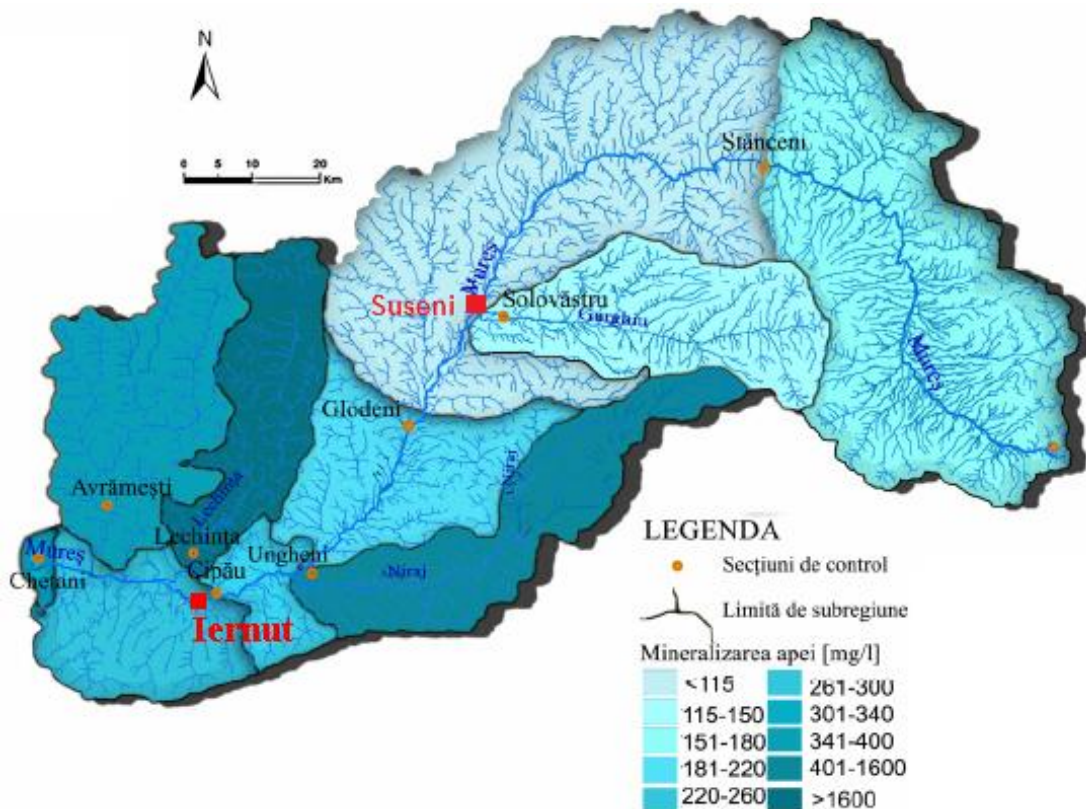 N
0 5 10 20
Km
Stânceni
Mureș
Suseni
Solovăstru
Gurghiu
Mureș
Glodeni
Niraj
Avrămești
Lechința
Lechința
Ungheni
Mureș
Chețani
Cipău
Niraj
Iernut
LEGENDA
Secțiuni de control
Limită de subregiune
Mineralizarea apei [mg/l]
<115 261-300
115-150 301-340
151-180 341-400
181-220 401-1600
220-260 >1600